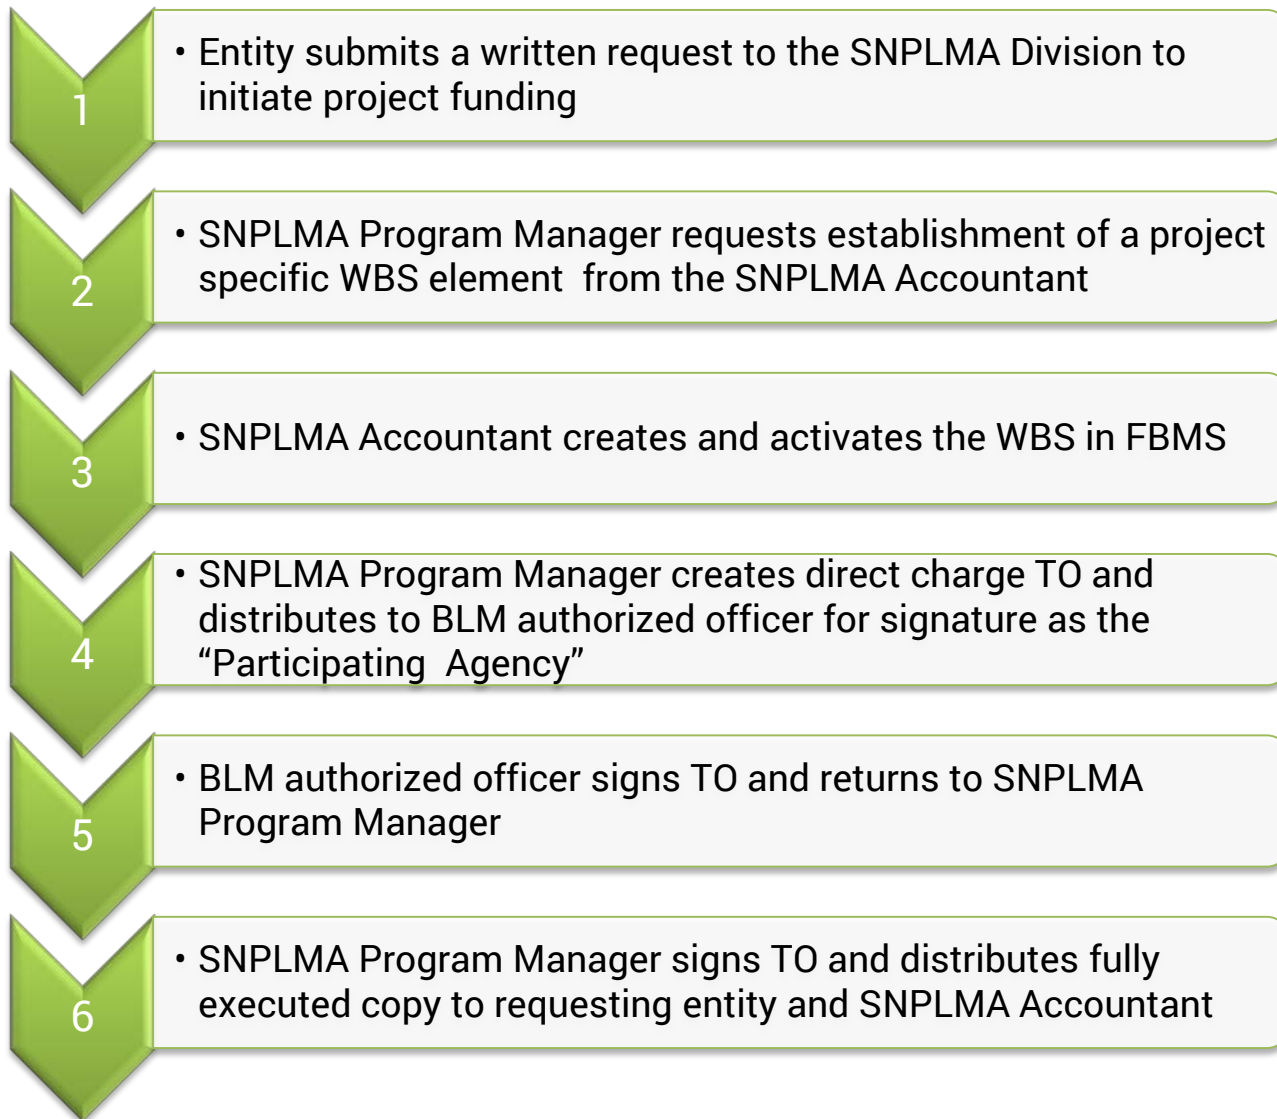 1
• Entity submits a written request to the SNPLMA Division to
initiate project funding
2
• SNPLMA Program Manager requests establishment of a project
specific WBS element  from the SNPLMA Accountant
3
• SNPLMA Accountant creates and activates the WBS in FBMS
4
• SNPLMA Program Manager creates direct charge TO and
distributes to BLM authorized officer for signature as the
“Participating  Agency”
5
• BLM authorized officer signs TO and returns to SNPLMA
Program Manager
6
• SNPLMA Program Manager signs TO and distributes fully
executed copy to requesting entity and SNPLMA Accountant